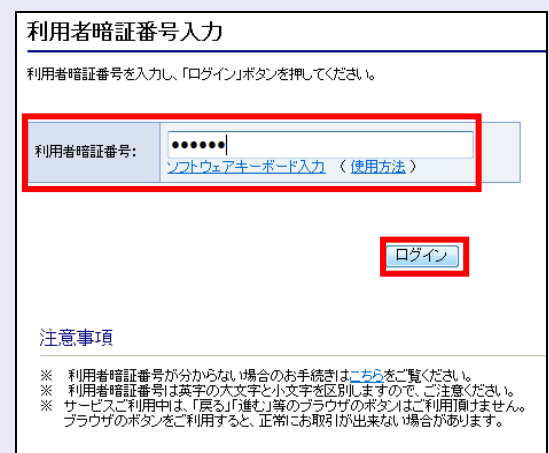 利用者暗証番号入力
利用者暗証番号を入力し、「ログイン」ボタンを押してください。
利用者暗証番号: ●●●●●●
ソフトウェアキーボード入力 (使用方法)
ログイン
注意事項
※ 利用者暗証番号が分からない場合のお手続きはこちらをご覧ください。
※ 利用者暗証番号は英字の大文字と小文字を区別しますので、ご注意ください。
※ サービスご利用中は、「戻る」「進む」等のブラウザのボタンはご利用頂けません。
ブラウザのボタンをご利用すると、正常にお取引が出来ない場合があります。